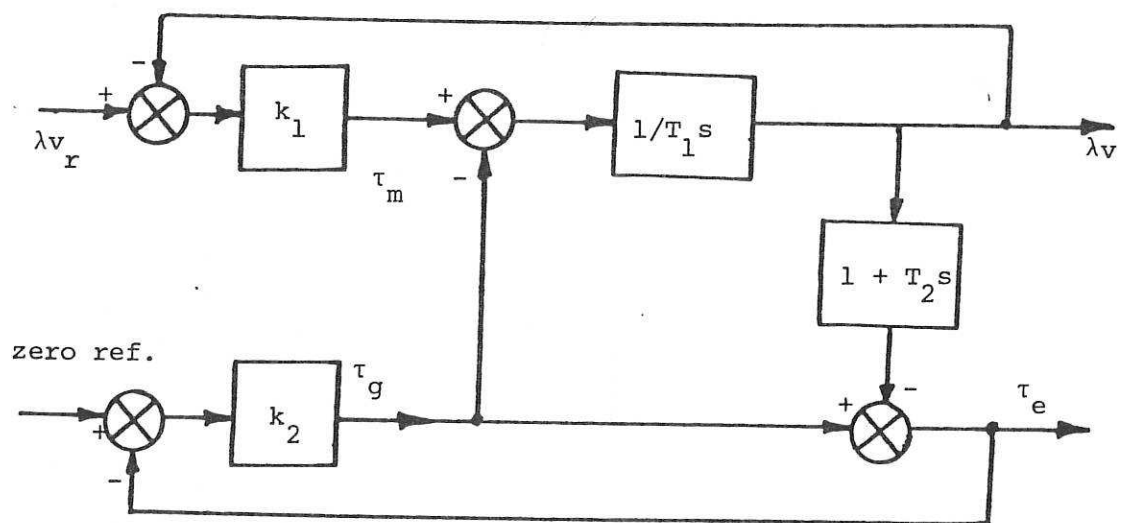 -
+
λv_r
k_1
τ_m
+
-
1/T_1s
λv
1 + T_2s
zero ref.
+
-
k_2
τ_g
+
-
τ_e